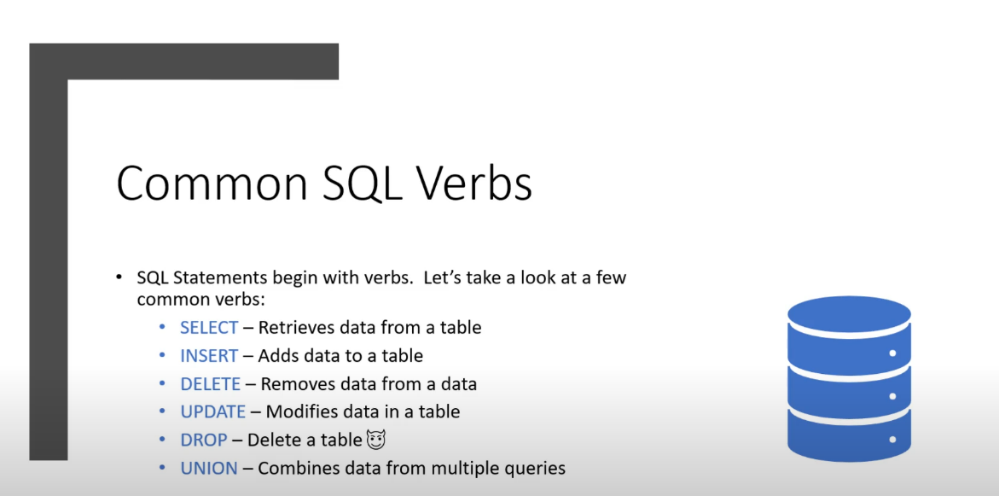 Common SQL Verbs
• SQL Statements begin with verbs. Let’s take a look at a few
common verbs:
• SELECT – Retrieves data from a table
• INSERT – Adds data to a table
• DELETE – Removes data from a data
• UPDATE – Modifies data in a table
• DROP – Delete a table 😈
• UNION – Combines data from multiple queries